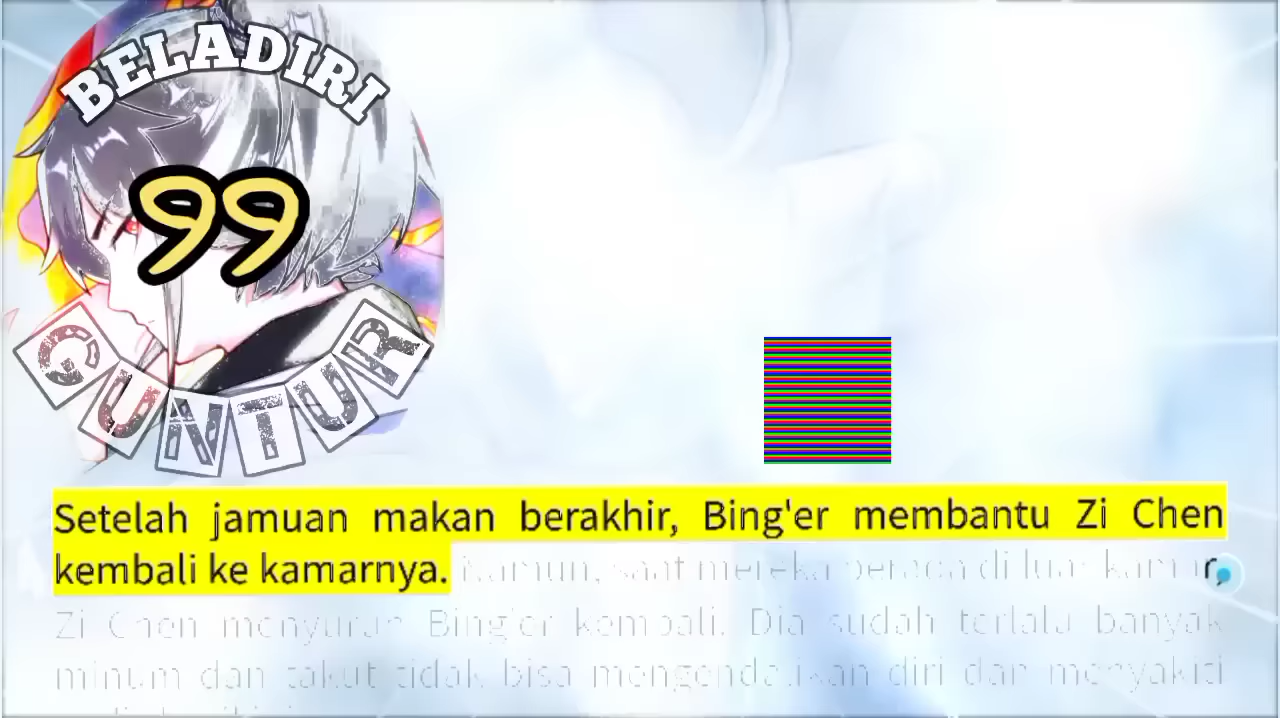 BELADIRI
99
GUNTUR
Setelah jamuan makan berakhir, Bing'er membantu Zi Chen
kembali ke kamarnya. Namun, saat mereka berada di luar kamar,
Zi Chen menyuruh Bing'er kembali. Dia sudah terlalu banyak
minum dan takut tidak bisa mengendalikan diri dan menyakiti